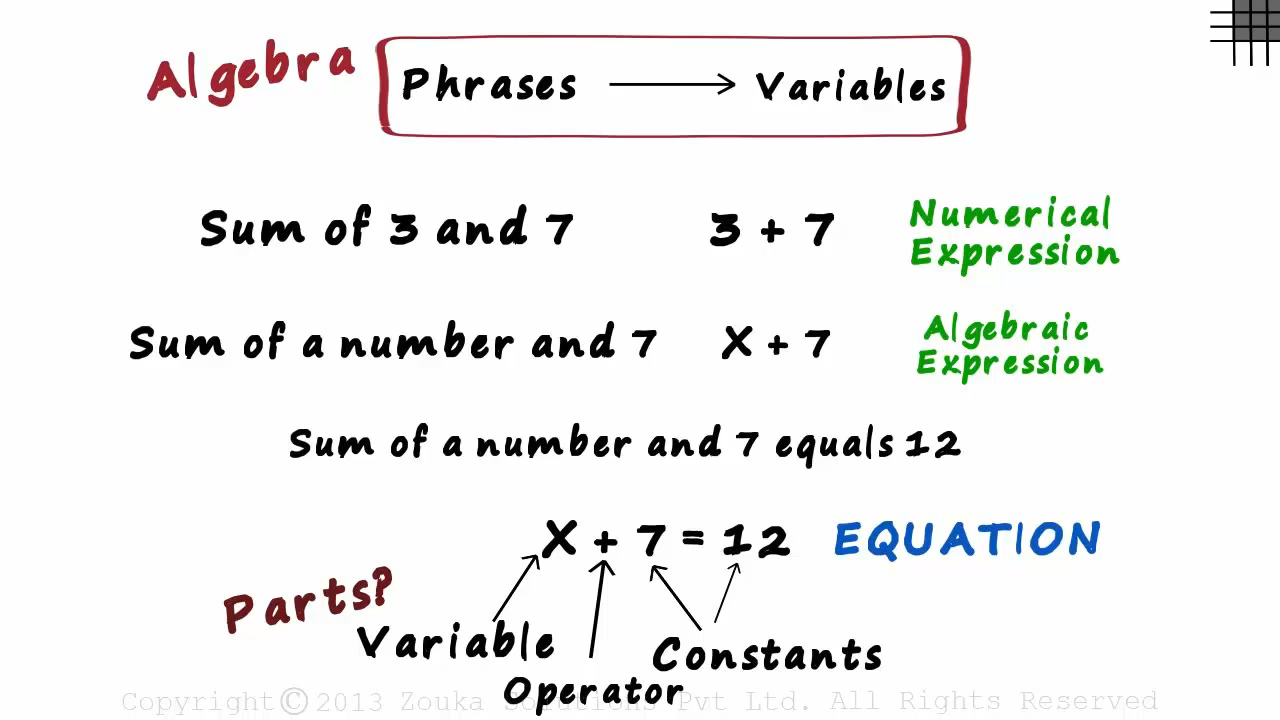 Algebra Phrases → Variables
Sum of 3 and 7 3 + 7 Numerical
Expression
Sum of a number and 7 X + 7 Algebraic
Expression
Sum of a number and 7 equals 12
X + 7 = 12 EQUATION
Parts?
Variable
Constants
Operator
Copyright © 2013 Zouka Solutions Pvt Ltd. All Rights Reserved